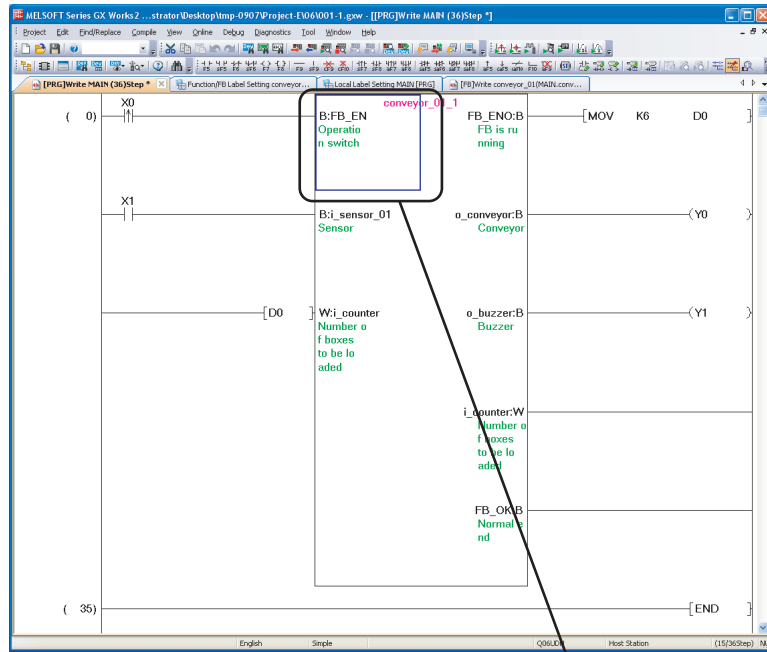 MELSOFT Series GX Works2 ...strator\Desktop\tmp-0907\Project-E\06\001-1.gxw - [[PRG]Write MAIN (36)Step *]
Project Edit Find/Replace Compile View Online Debug Diagnostics Tool Window Help
[PRG]Write MAIN (36)Step * Function/FB Label Setting conveyor... Local Label Setting MAIN [PRG] [FB]Write conveyor_01(MAIN.conv...
conveyor_01_1
( 0) X0 B:FB_EN FB_ENO:B MOV K6 D0
Operatio FB is ru
n switch nning
X1
B:i_sensor_01 o_conveyor:B Y0
Sensor Conveyor
D0 W:i_counter o_buzzer:B Y1
Number o Buzzer
f boxes
to be lo
aded
i_counter:W
Number o
f boxes
to be lo
aded
FB_OK:B
Normal e
nd
( 35) END
English Simple Q06UDH Host Station (15/36Step)